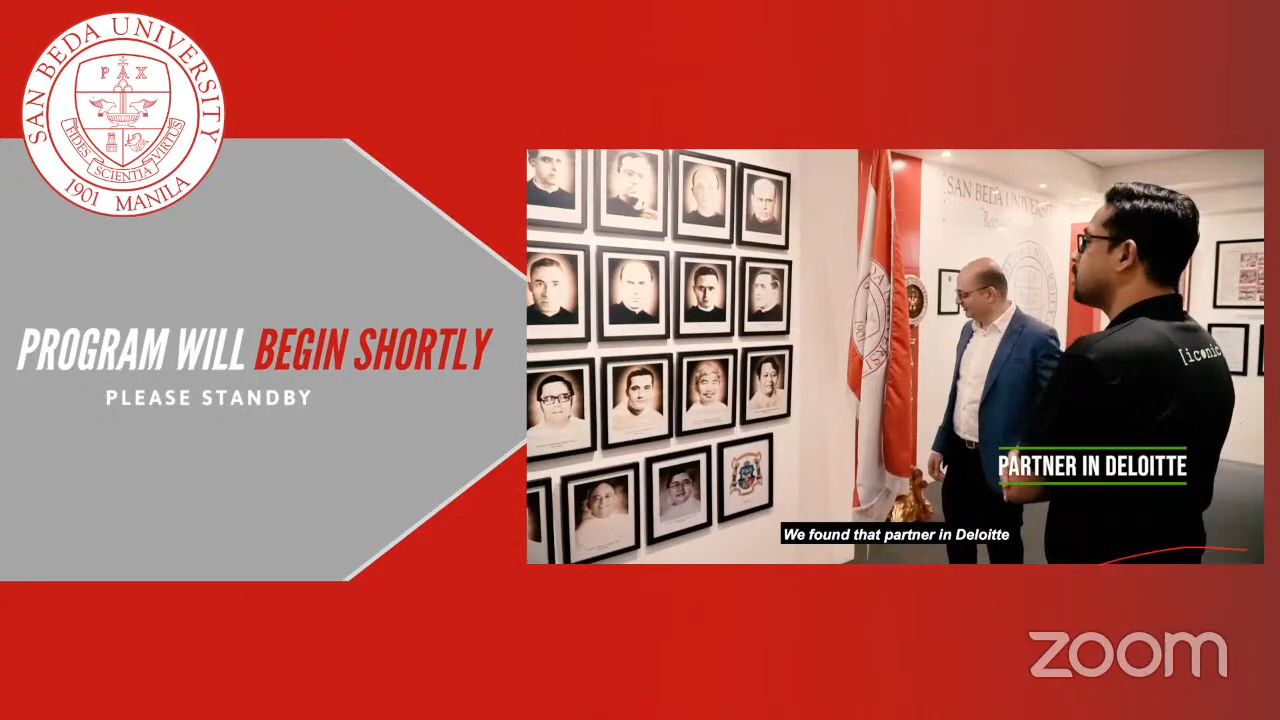 SAN BEDA UNIVERSITY
PAX
FIDES
SCIENTIA
VIRTUS
1901 MANILA
PROGRAM WILL BEGIN SHORTLY
PLEASE STANDBY
SAN BEDA UNIVERSITY
[iconic
PARTNER IN DELOITTE
We found that partner in Deloitte
zoom